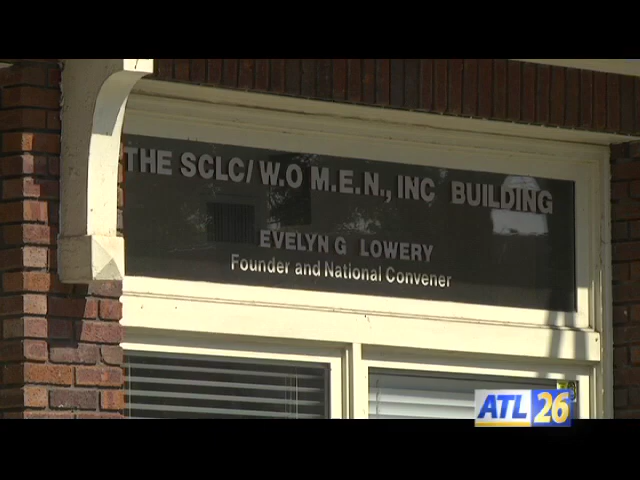 THE SCLC/W.O M.E.N., INC BUILDING
EVELYN G LOWERY
Founder and National Convener
ATL 26